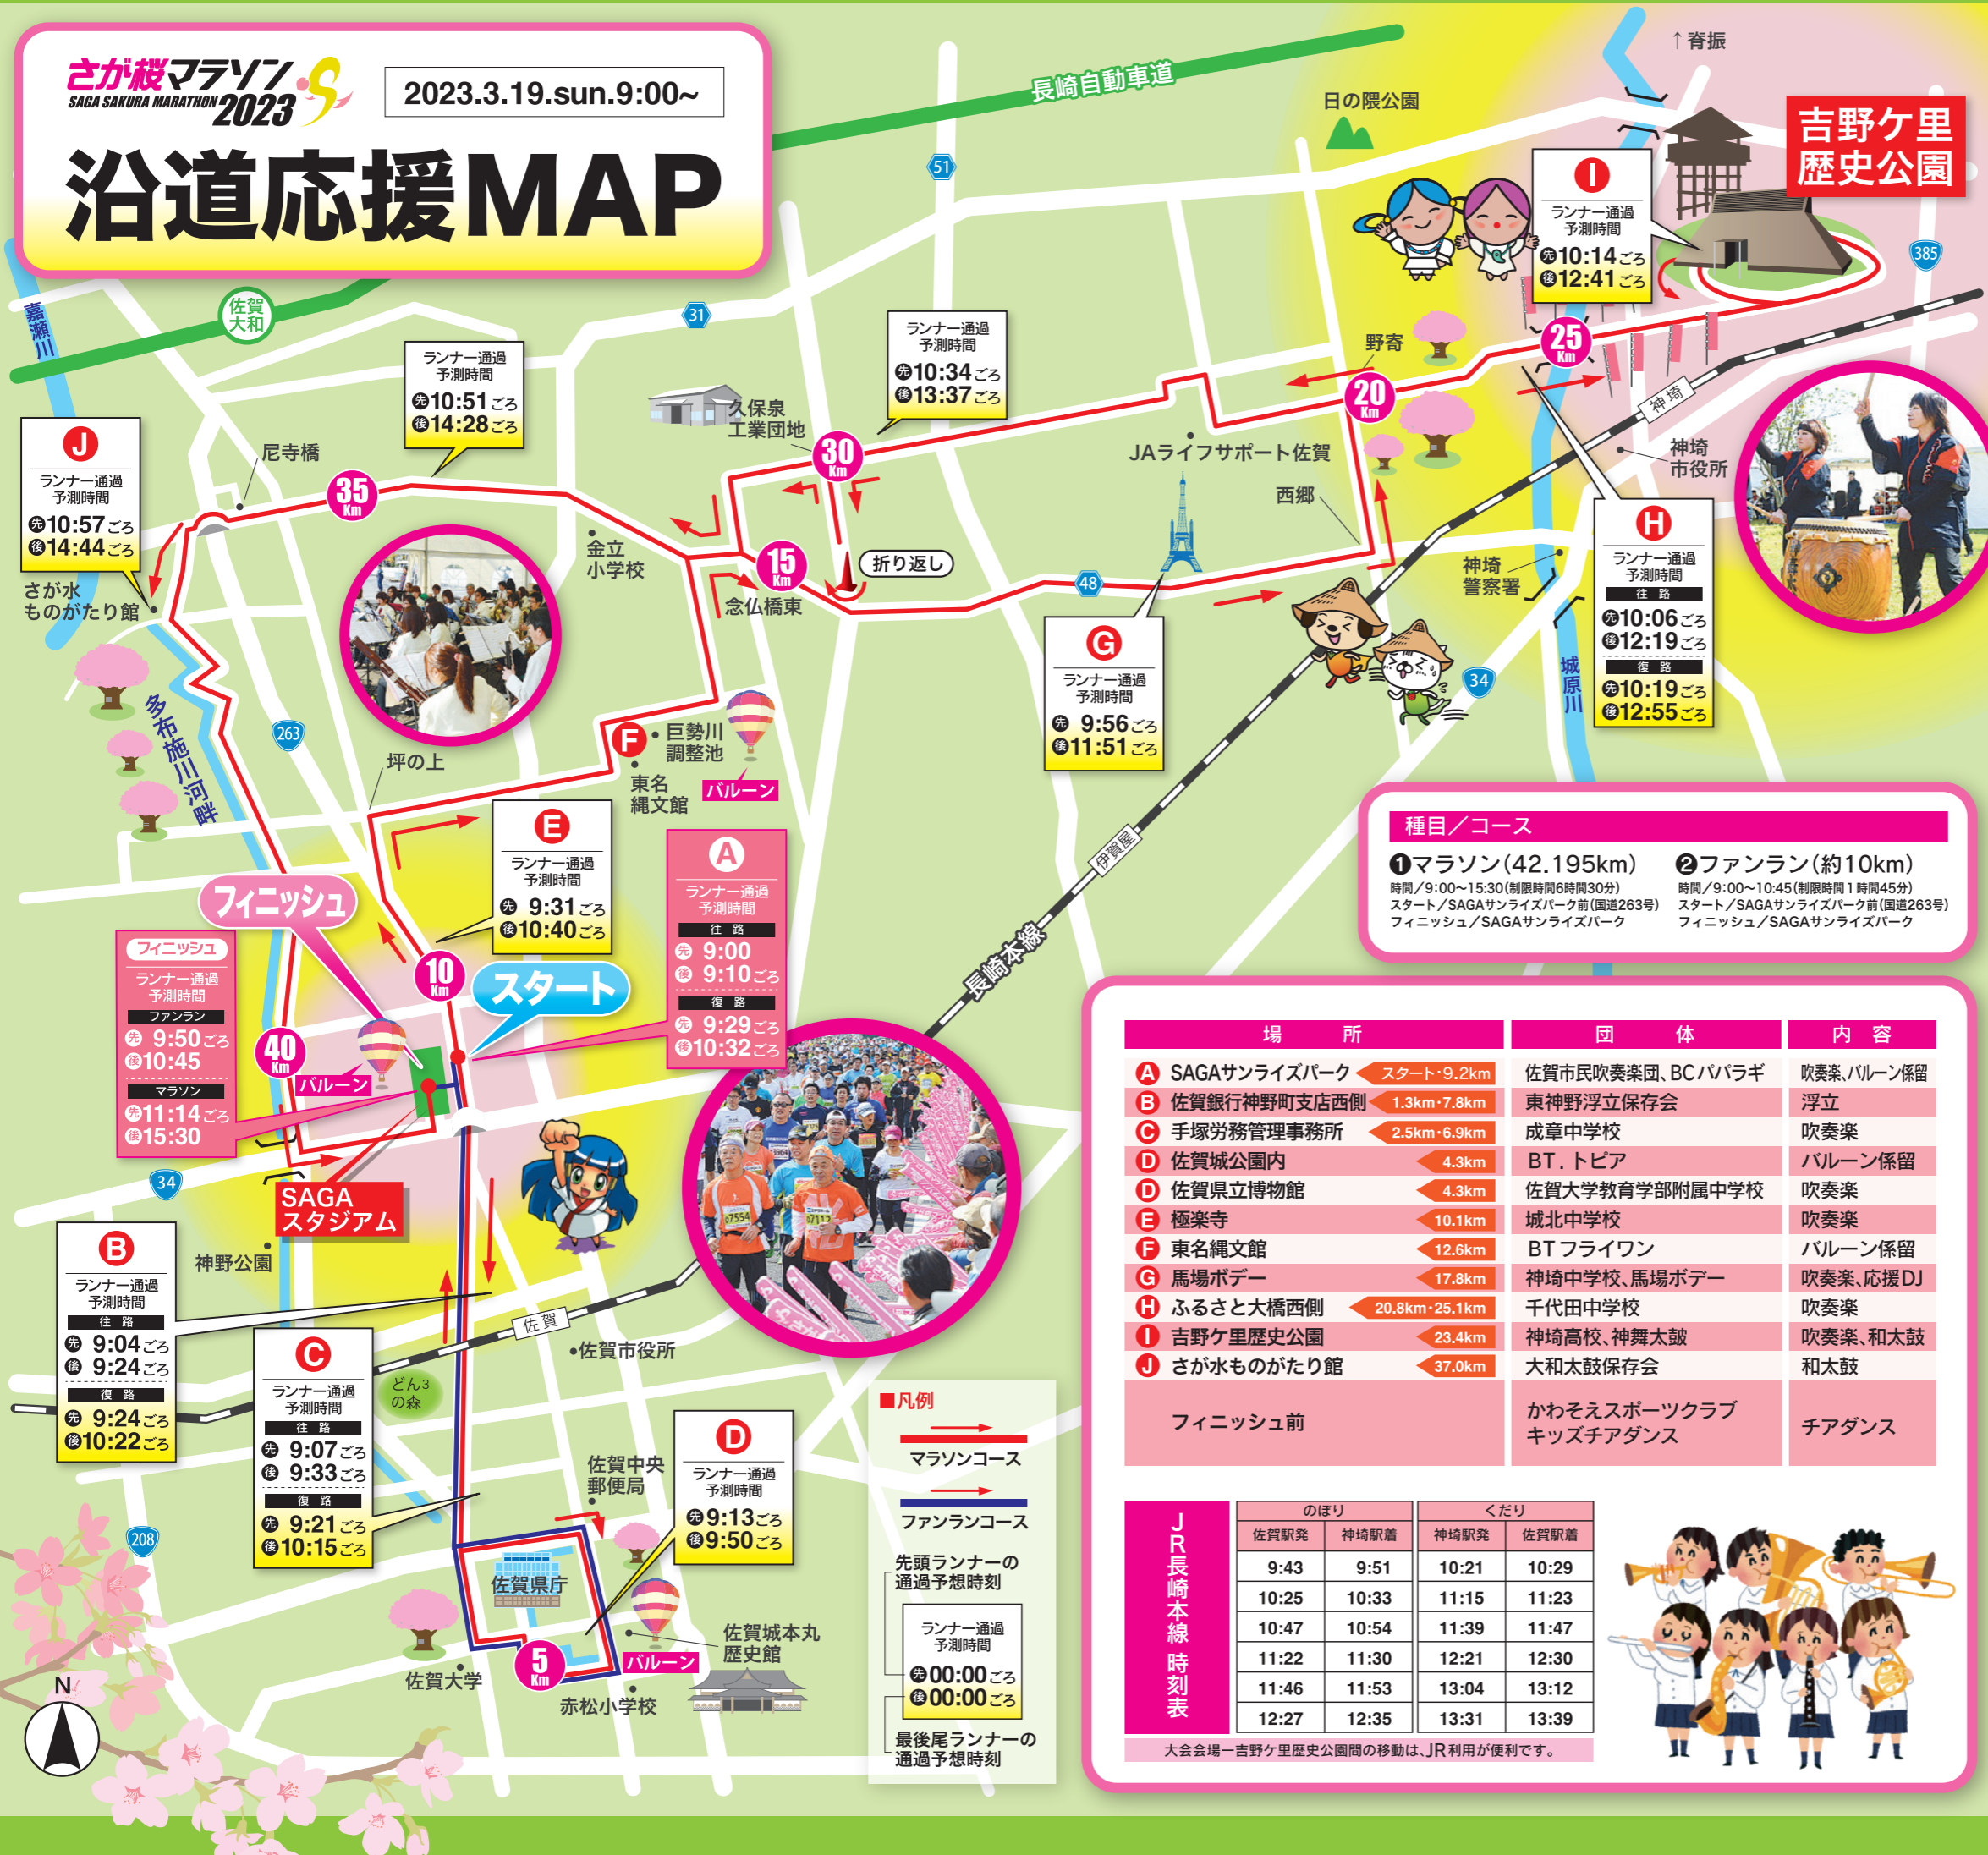 さが桜マラソン
SAGA SAKURA MARATHON 2023
2023.3.19.sun.9:00~
沿道応援MAP
長崎自動車道
51
日の隈公園
↑脊振
吉野ケ里
歴史公園
I
ランナー通過
予測時間
先10:14ごろ
後12:41ごろ
385
嘉瀬川
佐賀
大和
31
ランナー通過
予測時間
先10:51ごろ
後14:28ごろ
ランナー通過
予測時間
先10:34ごろ
後13:37ごろ
久保泉
工業団地
野寄
25
Km
20
Km
神埼
神埼
市役所
J
ランナー通過
予測時間
先10:57ごろ
後14:44ごろ
さが水
ものがたり館
尼寺橋
35
Km
30
Km
JAライフサポート佐賀
西郷
金立
小学校
15
Km
折り返し
念仏橋東
48
神埼
警察署
H
ランナー通過
予測時間
往路
先10:06ごろ
後12:19ごろ
復路
先10:19ごろ
後12:55ごろ
G
ランナー通過
予測時間
先 9:56ごろ
後11:51ごろ
34
城原川
多布施川河畔
263
坪の上
F
巨勢川
調整池
東名
縄文館
バルーン
E
ランナー通過
予測時間
先 9:31ごろ
後10:40ごろ
A
ランナー通過
予測時間
往路
先 9:00
後 9:10ごろ
復路
先 9:29ごろ
後10:32ごろ
伊賀屋
長崎本線
種目／コース
❶マラソン（42.195km）
時間／9:00～15:30（制限時間6時間30分）
スタート／SAGAサンライズパーク前（国道263号）
フィニッシュ／SAGAサンライズパーク
❷ファンラン（約10km）
時間／9:00～10:45（制限時間1時間45分）
スタート／SAGAサンライズパーク前（国道263号）
フィニッシュ／SAGAサンライズパーク
フィニッシュ
スタート
10
Km
フィニッシュ
ランナー通過
予測時間
ファンラン
先 9:50ごろ
後10:45
マラソン
先11:14ごろ
後15:30
40
Km
バルーン
34
SAGA
スタジアム
神野公園
B
ランナー通過
予測時間
往路
先 9:04ごろ
後 9:24ごろ
復路
先 9:24ごろ
後10:22ごろ
C
ランナー通過
予測時間
往路
先 9:07ごろ
後 9:33ごろ
復路
先 9:21ごろ
後10:15ごろ
佐賀
佐賀市役所
どん3
の森
D
ランナー通過
予測時間
先9:13ごろ
後9:50ごろ
佐賀中央
郵便局
208
佐賀県庁
5
Km
バルーン
佐賀城本丸
歴史館
佐賀大学
赤松小学校
N
7554
■凡例
マラソンコース
ファンランコース
先頭ランナーの
通過予想時刻
ランナー通過
予測時間
先00:00ごろ
後00:00ごろ
最後尾ランナーの
通過予想時刻
場所 団体 内容
A SAGAサンライズパーク スタート・9.2km 佐賀市民吹奏楽団、BCパパラギ 吹奏楽、バルーン係留
B 佐賀銀行神野町支店西側 1.3km・7.8km 東神野浮立保存会 浮立
C 手塚労務管理事務所 2.5km・6.9km 成章中学校 吹奏楽
D 佐賀城公園内 4.3km BT．トピア バルーン係留
D 佐賀県立博物館 4.3km 佐賀大学教育学部附属中学校 吹奏楽
E 極楽寺 10.1km 城北中学校 吹奏楽
F 東名縄文館 12.6km BTフライワン バルーン係留
G 馬場ボデー 17.8km 神埼中学校、馬場ボデー 吹奏楽、応援DJ
H ふるさと大橋西側 20.8km・25.1km 千代田中学校 吹奏楽
I 吉野ケ里歴史公園 23.4km 神埼高校、神舞太皷 吹奏楽、和太鼓
J さが水ものがたり館 37.0km 大和太鼓保存会 和太鼓
フィニッシュ前 かわそえスポーツクラブ
キッズチアダンス チアダンス
JR長崎本線 時刻表
のぼり くだり
佐賀駅発 神埼駅着 神埼駅発 佐賀駅着
9:43 9:51 10:21 10:29
10:25 10:33 11:15 11:23
10:47 10:54 11:39 11:47
11:22 11:30 12:21 12:30
11:46 11:53 13:04 13:12
12:27 12:35 13:31 13:39
大会会場ー吉野ケ里歴史公園間の移動は、JR利用が便利です。